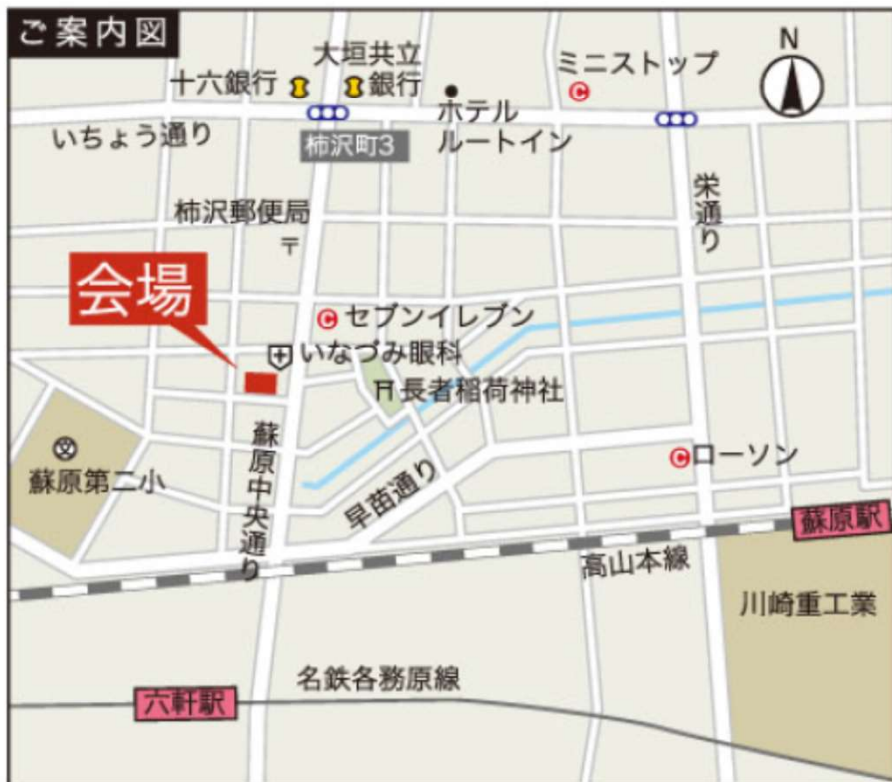 ご案内図
N
大垣共立
銀行
十六銀行
ミニストップ
ホテル
ルートイン
いちょう通り
柿沢町3
栄通り
柿沢郵便局
〒
会場
セブンイレブン
いなづみ眼科
長者稲荷神社
蘇原中央通り
ローソン
蘇原第二小
早苗通り
蘇原駅
高山本線
川崎重工業
名鉄各務原線
六軒駅